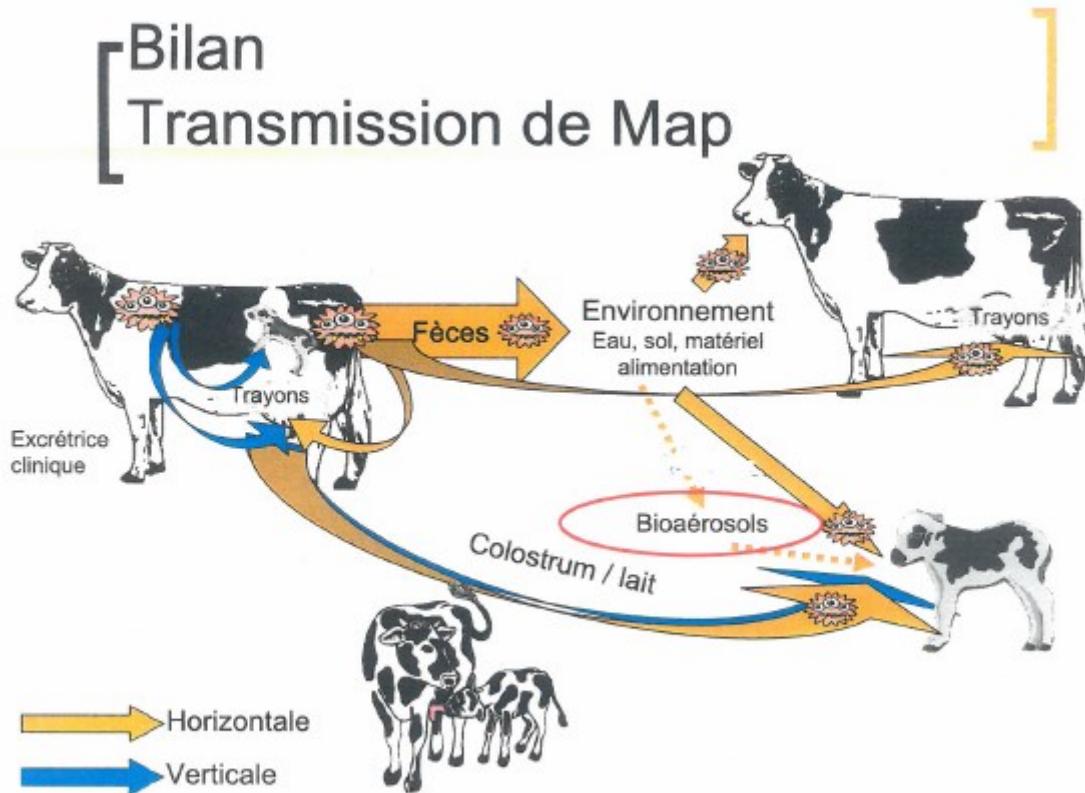 Bilan
Transmission de Map
Fèces
Environnement
Eau, sol, matériel
alimentation
Trayons
Trayons
Excrétrice
clinique
Bioaérosols
Colostrum / lait
Horizontale
Verticale